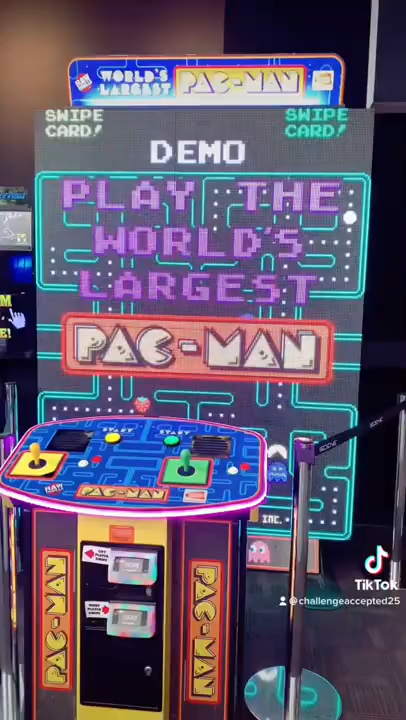 WORLD'S
LARGEST
PAC-MAN
SWIPE
CARD!
SWIPE
CARD!
DEMO
PLAY THE
WORLD'S
LARGEST
PAC-MAN
START
START
PAC-MAN
INC.
PAC-MAN
PAC-MAN
TikTok
@challengeaccepted25